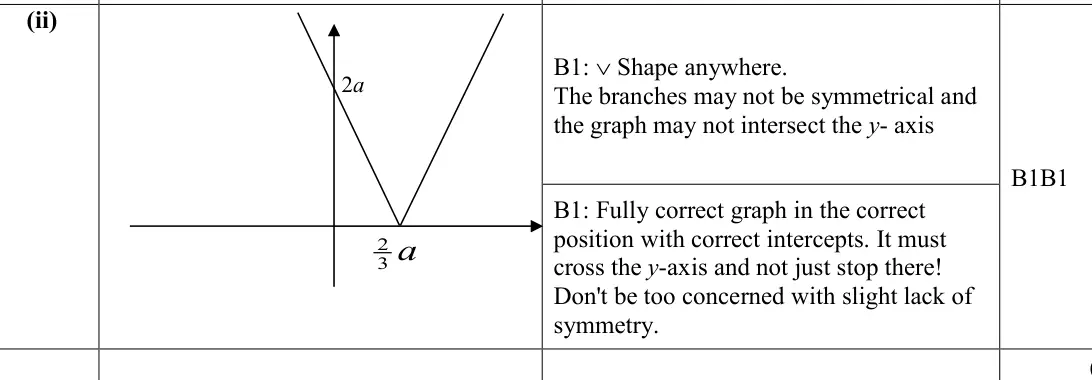 (ii)
2a
2/3 a
B1: ∨ Shape anywhere.
The branches may not be symmetrical and
the graph may not intersect the y- axis
B1: Fully correct graph in the correct
position with correct intercepts. It must
cross the y-axis and not just stop there!
Don't be too concerned with slight lack of
symmetry.
B1B1